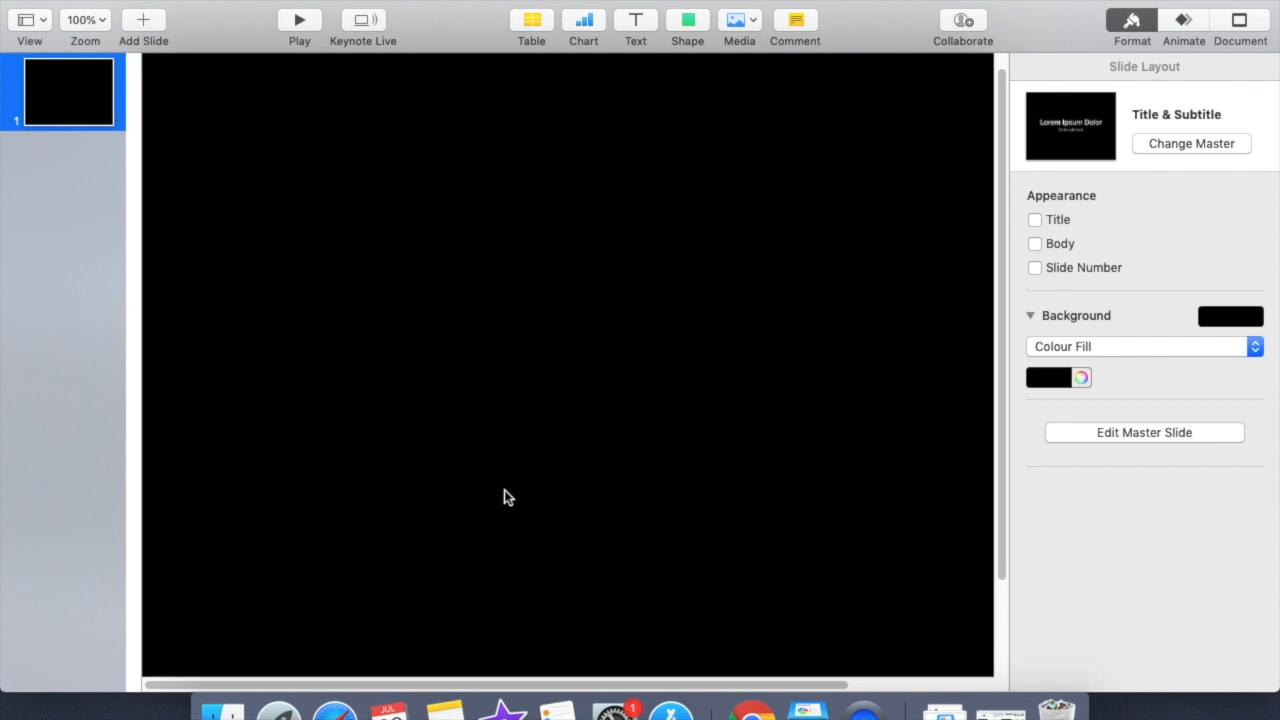 100%
View
Zoom
Add Slide
Play
Keynote Live
Table
Chart
Text
Shape
Media
Comment
Collaborate
Format
Animate
Document
1
Slide Layout
Lorem Ipsum Dolor
Title & Subtitle
Change Master
Appearance
Title
Body
Slide Number
Background
Colour Fill
Edit Master Slide
JUL
1